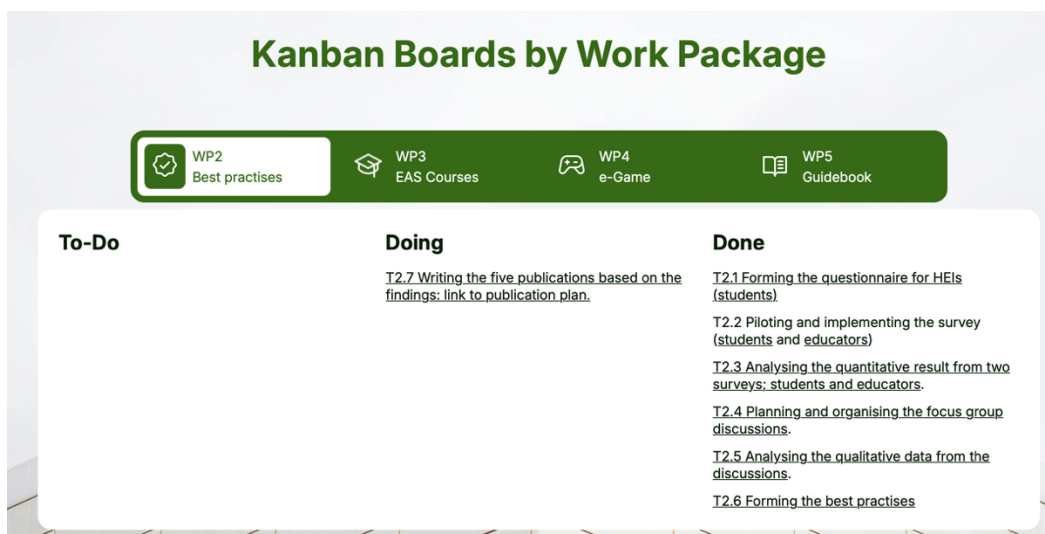 Kanban Boards by Work Package
WP2
Best practises
WP3
EAS Courses
WP4
e-Game
WP5
Guidebook
To-Do
Doing
T2.7 Writing the five publications based on the
findings: link to publication plan.
Done
T2.1 Forming the questionnaire for HEIs
(students)
T2.2 Piloting and implementing the survey
(students and educators)
T2.3 Analysing the quantitative result from two
surveys; students and educators.
T2.4 Planning and organising the focus group
discussions.
T2.5 Analysing the qualitative data from the
discussions.
T2.6 Forming the best practises